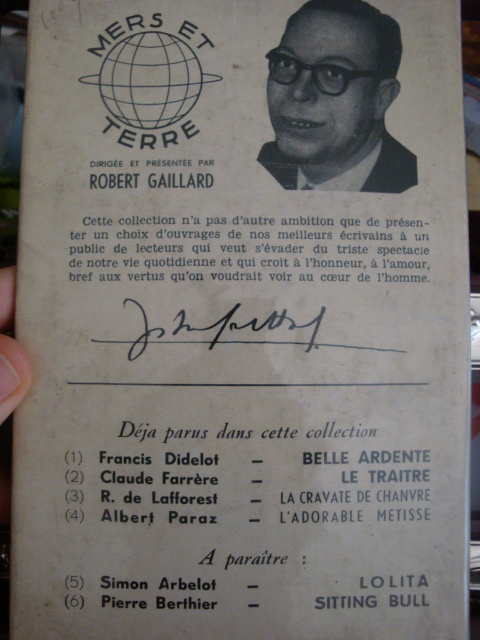 MERS ET
TERRE
DIRIGÉE ET PRÉSENTÉE PAR
ROBERT GAILLARD
Cette collection n'a pas d'autre ambition que de présen-
ter un choix d'ouvrages de nos meilleurs écrivains à un
public de lecteurs qui veut s'évader du triste spectacle
de notre vie quotidienne et qui croit à l'honneur, à l'amour,
bref aux vertus qu'on voudrait voir au cœur de l'homme.
Déja parus dans cette collection
(1) Francis Didelot – BELLE ARDENTE
(2) Claude Farrère – LE TRAITRE
(3) R. de Lafforest – LA CRAVATE DE CHANVRE
(4) Albert Paraz – L'ADORABLE METISSE
A paraître :
(5) Simon Arbelot – LOLITA
(6) Pierre Berthier – SITTING BULL